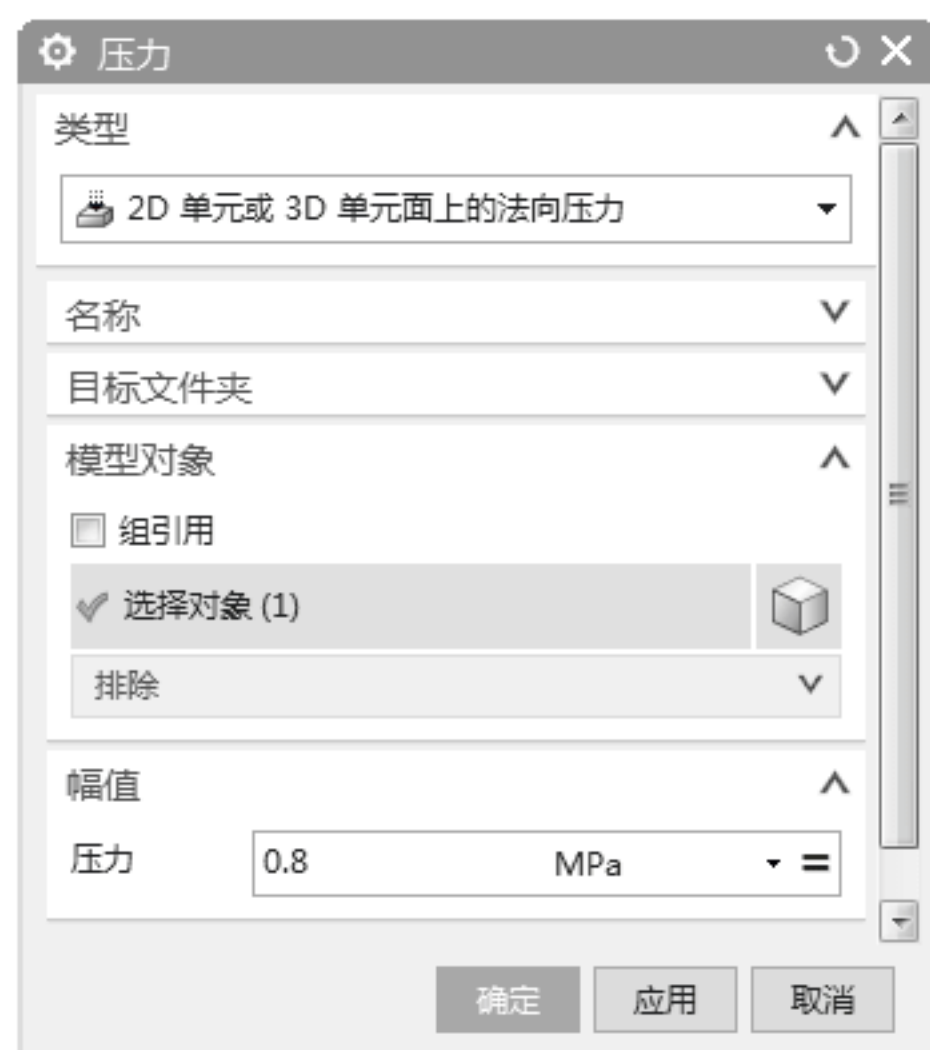 压力
类型
2D 单元或 3D 单元面上的法向压力
名称
目标文件夹
模型对象
组引用
选择对象 (1)
排除
幅值
压力 0.8 MPa
确定 应用 取消